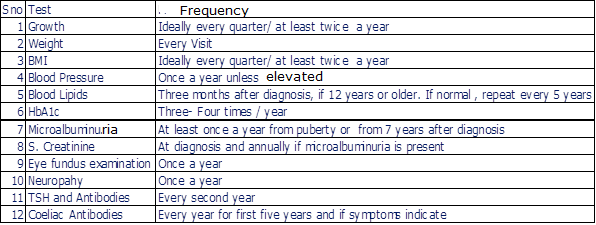 Sno Test . . Frequency
1 Growth Ideally every quarter/ at least twice a year
2 Weight Every Visit
3 BMI Ideally every quarter/ at least twice a year
4 Blood Pressure Once a year unless elevated
5 Blood Lipids Three months after diagnosis, if 12 years or older. If normal, repeat every 5 years
6 HbA1c Three- Four times / year
7 Microalbuminuria At least once a year from puberty or from 7 years after diagnosis
8 S. Creatinine At diagnosis and annually if microalbuminuria is present
9 Eye fundus examination Once a year
10 Neuropahy Once a year
11 TSH and Antibodies Every second year
12 Coeliac Antibodies Every year for first five years and if symptoms indicate